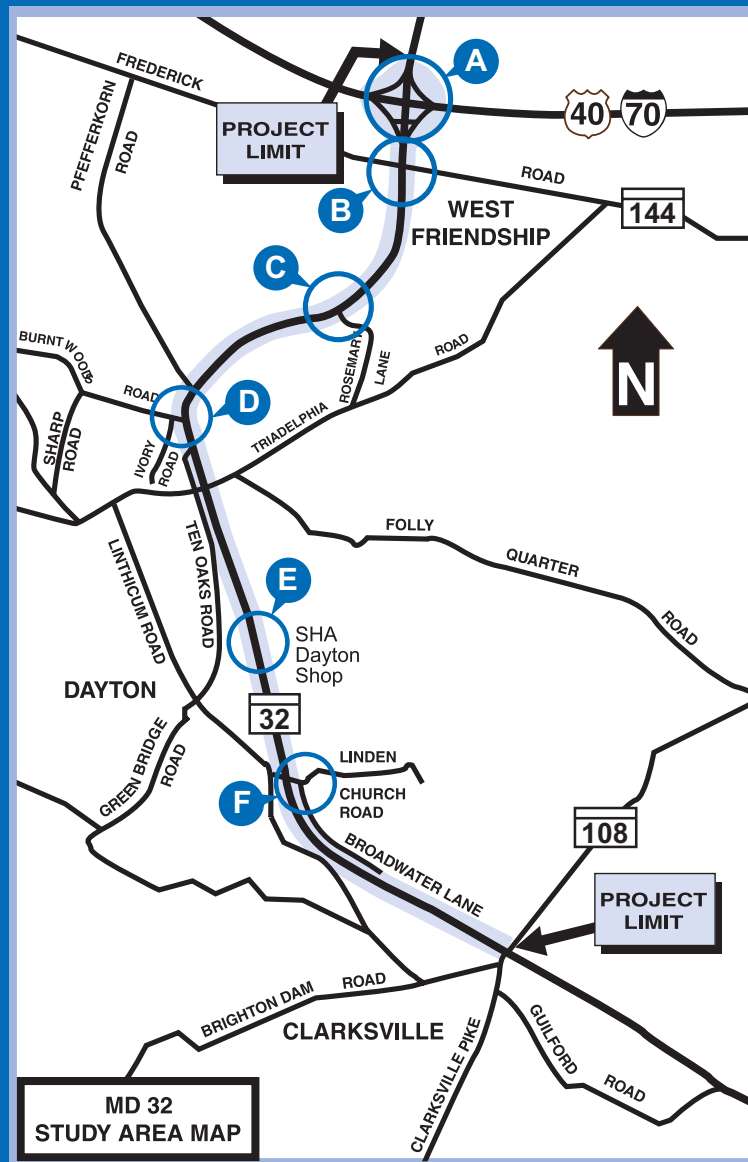 A
FREDERICK
40
70
PFEFFERKORN
ROAD
PROJECT
LIMIT
ROAD
B
144
WEST
FRIENDSHIP
C
BURNT WOODS
ROAD
ROSEMARY
LANE
ROAD
N
D
SHARP
ROAD
IVORY
ROAD
TRIADELPHIA
FOLLY
QUARTER
ROAD
LINTHICUM ROAD
TEN OAKS ROAD
E
SHA
Dayton
Shop
DAYTON
32
GREEN BRIDGE
ROAD
LINDEN
CHURCH
ROAD
F
108
BROADWATER LANE
PROJECT
LIMIT
BRIGHTON DAM
ROAD
CLARKSVILLE
CLARKSVILLE PIKE
GUILFORD
ROAD
MD 32
STUDY AREA MAP